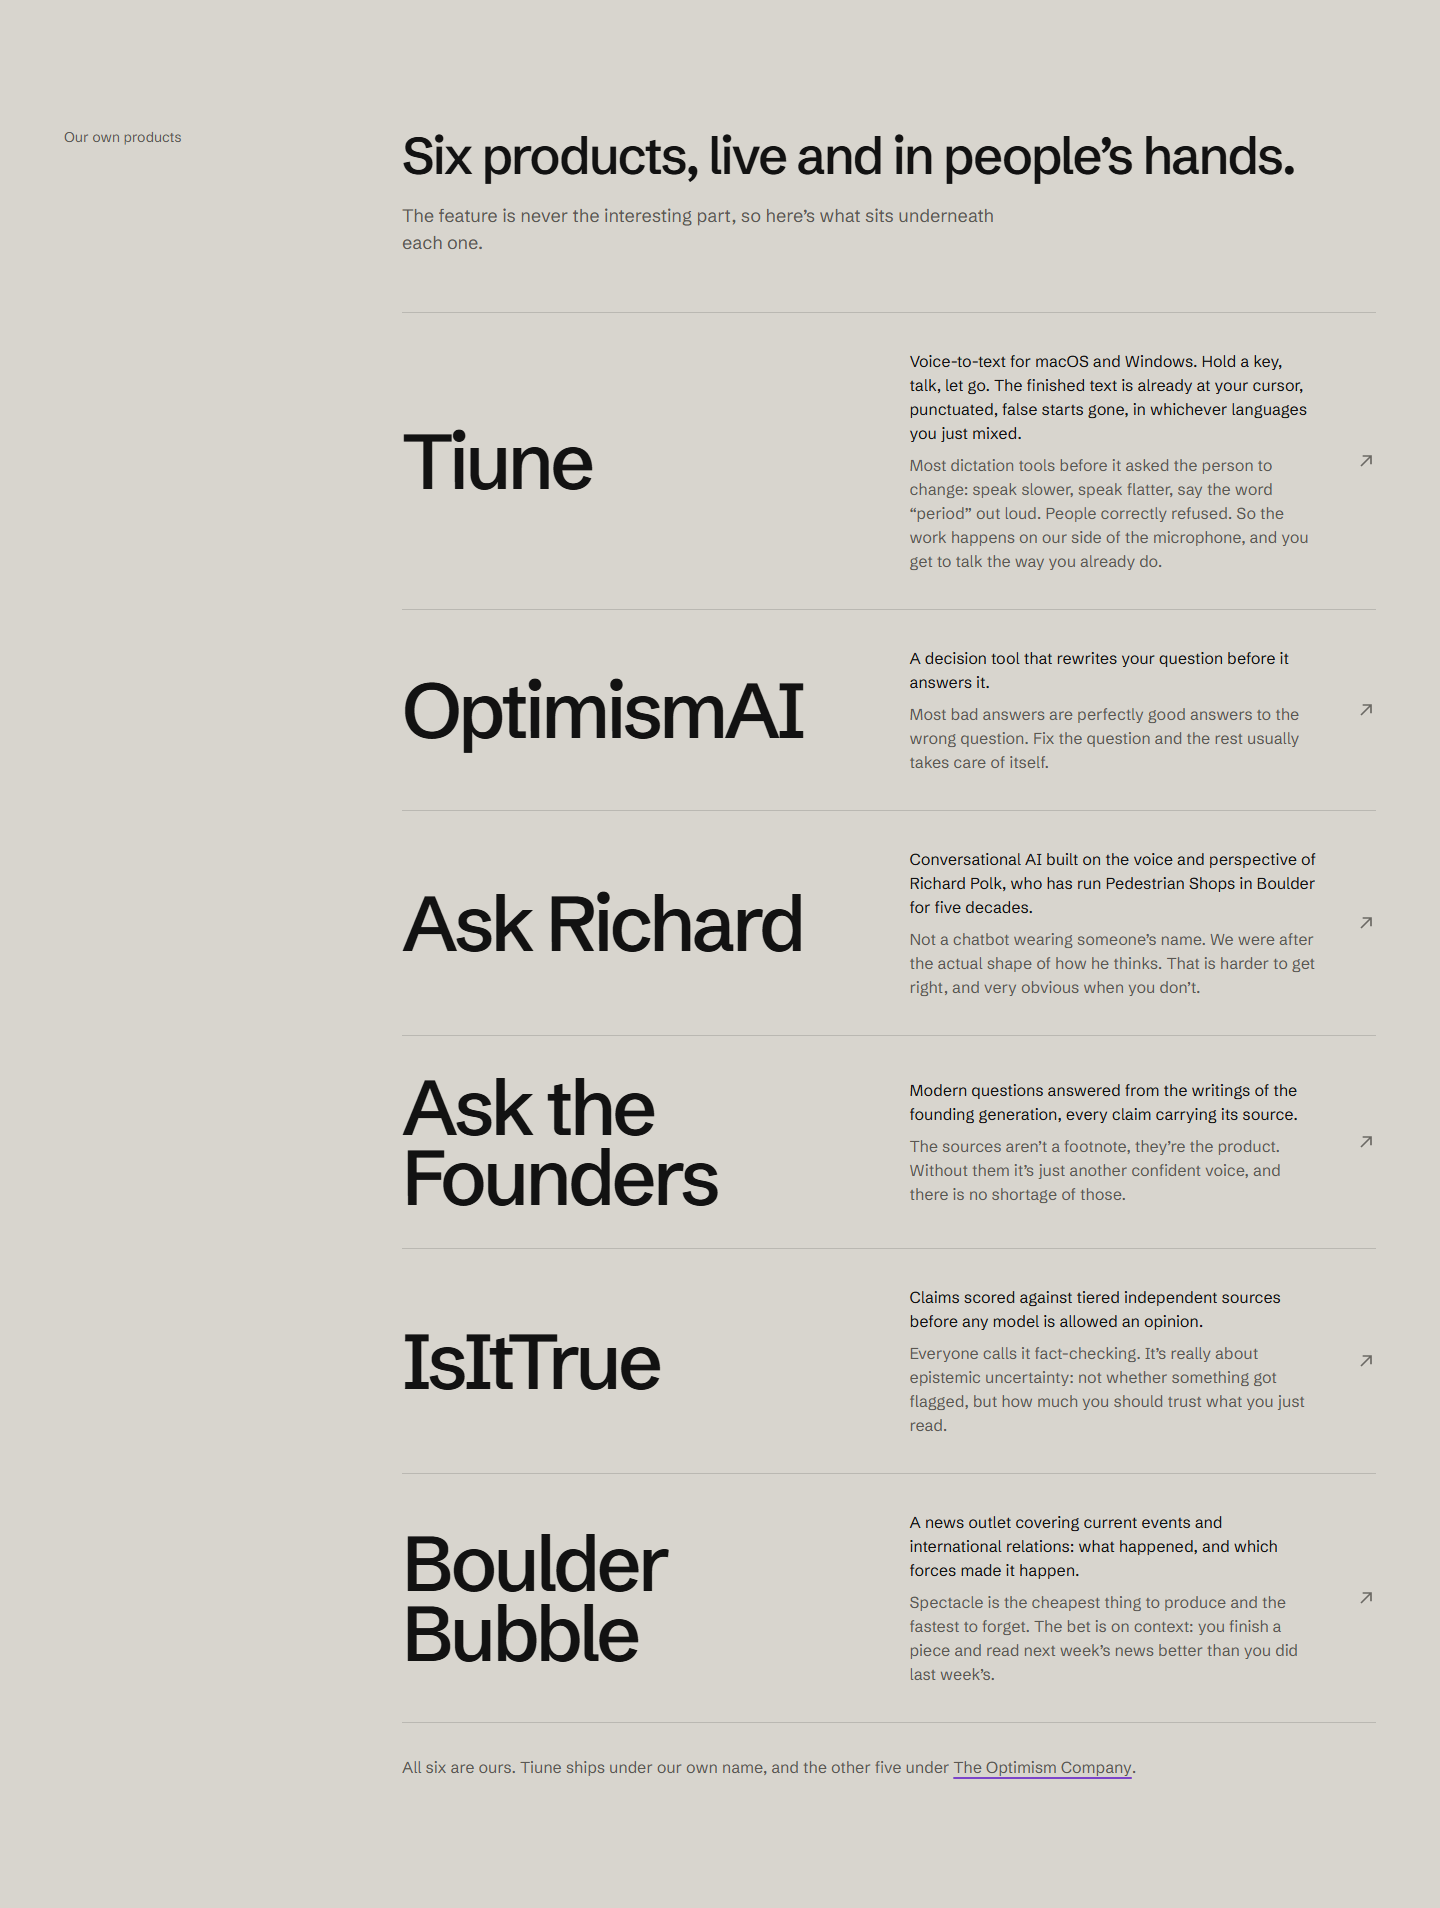 Our own products
Six products, live and in people’s hands.
The feature is never the interesting part, so here’s what sits underneath
each one.
Tiune
Voice-to-text for macOS and Windows. Hold a key,
talk, let go. The finished text is already at your cursor,
punctuated, false starts gone, in whichever languages
you just mixed.
Most dictation tools before it asked the person to
change: speak slower, speak flatter, say the word
“period” out loud. People correctly refused. So the
work happens on our side of the microphone, and you
get to talk the way you already do.
OptimismAI
A decision tool that rewrites your question before it
answers it.
Most bad answers are perfectly good answers to the
wrong question. Fix the question and the rest usually
takes care of itself.
Ask Richard
Conversational AI built on the voice and perspective of
Richard Polk, who has run Pedestrian Shops in Boulder
for five decades.
Not a chatbot wearing someone’s name. We were after
the actual shape of how he thinks. That is harder to get
right, and very obvious when you don’t.
Ask the
Founders
Modern questions answered from the writings of the
founding generation, every claim carrying its source.
The sources aren’t a footnote, they’re the product.
Without them it’s just another confident voice, and
there is no shortage of those.
IsItTrue
Claims scored against tiered independent sources
before any model is allowed an opinion.
Everyone calls it fact-checking. It’s really about
epistemic uncertainty: not whether something got
flagged, but how much you should trust what you just
read.
Boulder
Bubble
A news outlet covering current events and
international relations: what happened, and which
forces made it happen.
Spectacle is the cheapest thing to produce and the
fastest to forget. The bet is on context: you finish a
piece and read next week’s news better than you did
last week’s.
All six are ours. Tiune ships under our own name, and the other five under The Optimism Company.